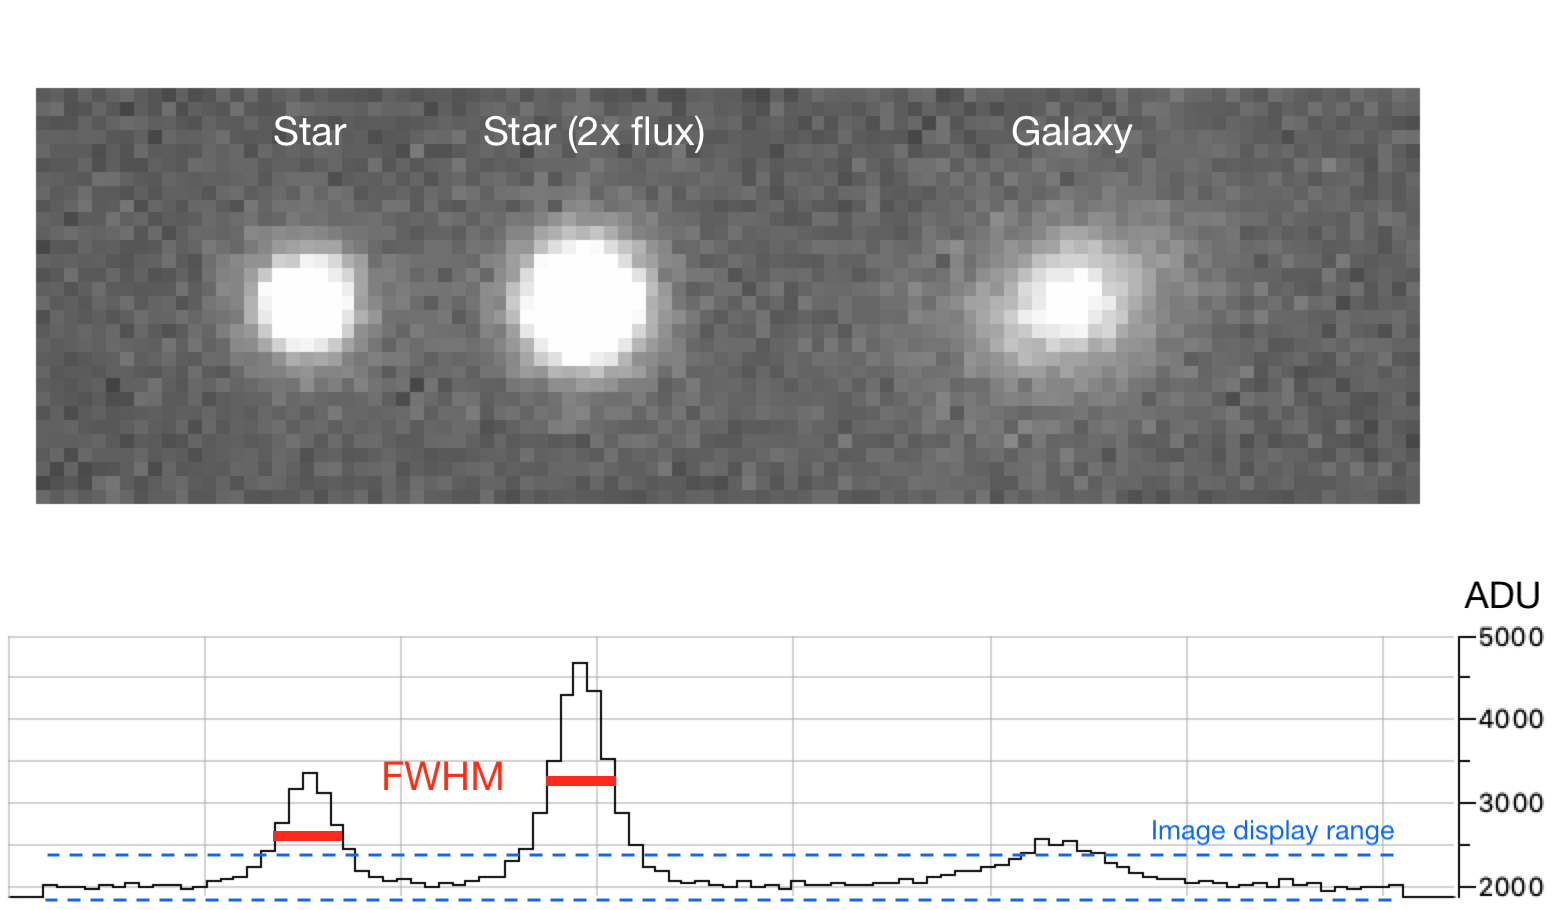 Star
Star (2x flux)
Galaxy
ADU
5000
4000
FWHM
3000
Image display range
2000